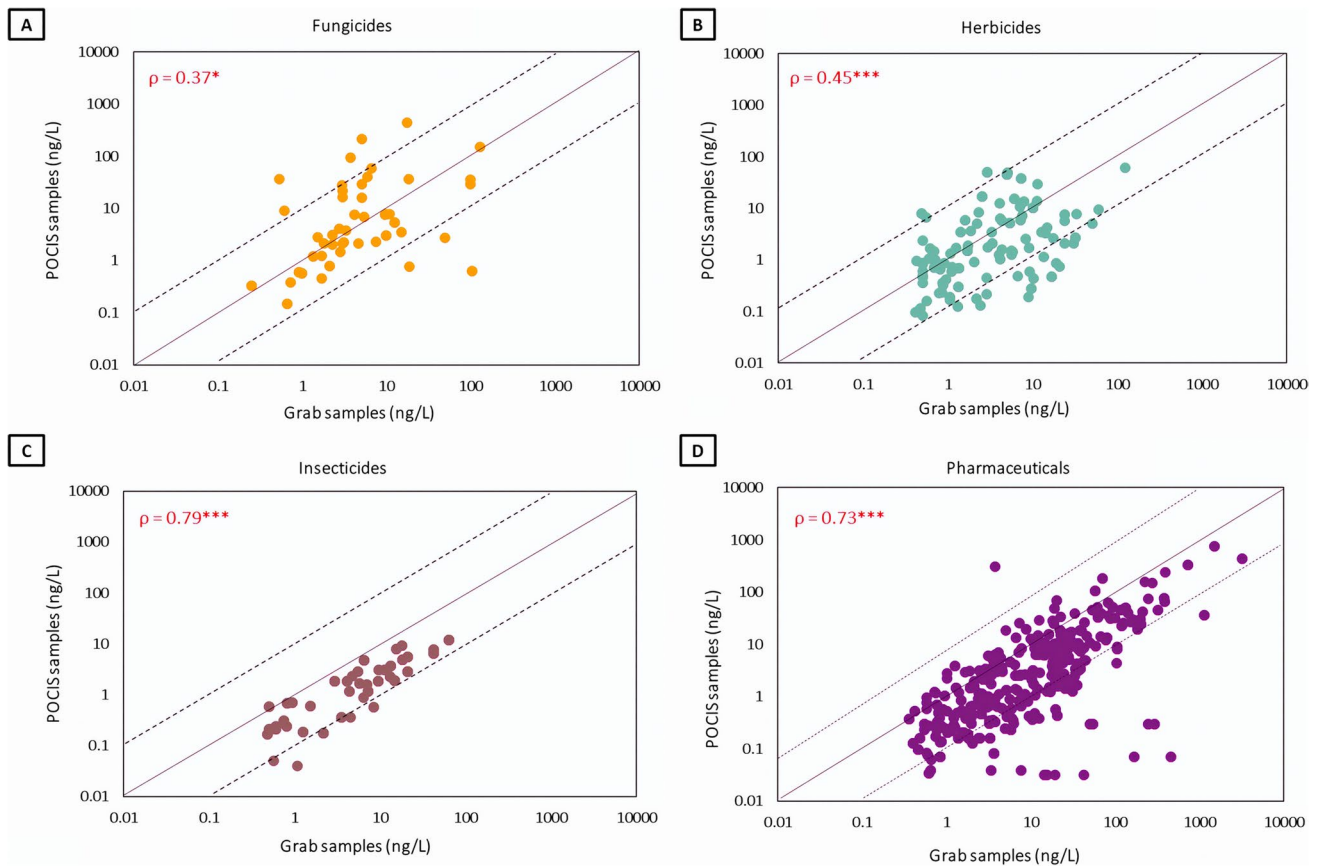 A
Fungicides
ρ = 0.37*
POCIS samples (ng/L)
10000
1000
100
10
1
0.1
0.01
0.01 0.1 1 10 100 1000 10000
Grab samples (ng/L)
B
Herbicides
ρ = 0.45***
POCIS samples (ng/L)
10000
1000
100
10
1
0.1
0.01
0.01 0.1 1 10 100 1000 10000
Grab samples (ng/L)
C
Insecticides
ρ = 0.79***
POCIS samples (ng/L)
10000
1000
100
10
1
0.1
0.01
0.01 0.1 1 10 100 1000 10000
Grab samples (ng/L)
D
Pharmaceuticals
ρ = 0.73***
POCIS samples (ng/L)
10000
1000
100
10
1
0.1
0.01
0.01 0.1 1 10 100 1000 10000
Grab samples (ng/L)